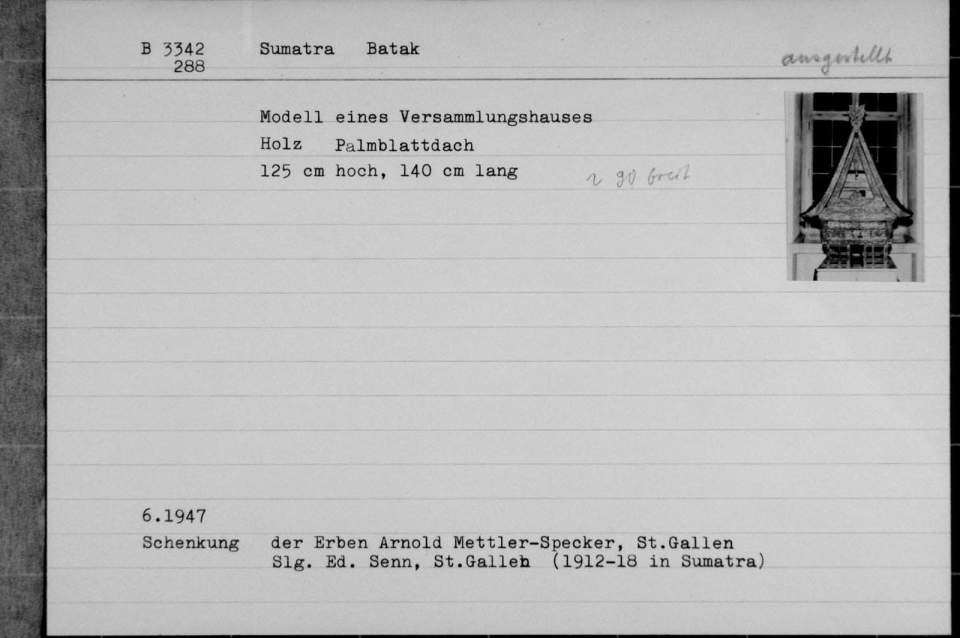 B 3342 Sumatra Batak ausgestellt
288
Modell eines Versammlungshauses
Holz Palmblattdach
125 cm hoch, 140 cm lang ~ 90 breit
6.1947
Schenkung der Erben Arnold Mettler-Specker, St.Gallen
Slg. Ed. Senn, St.Gallen (1912-18 in Sumatra)